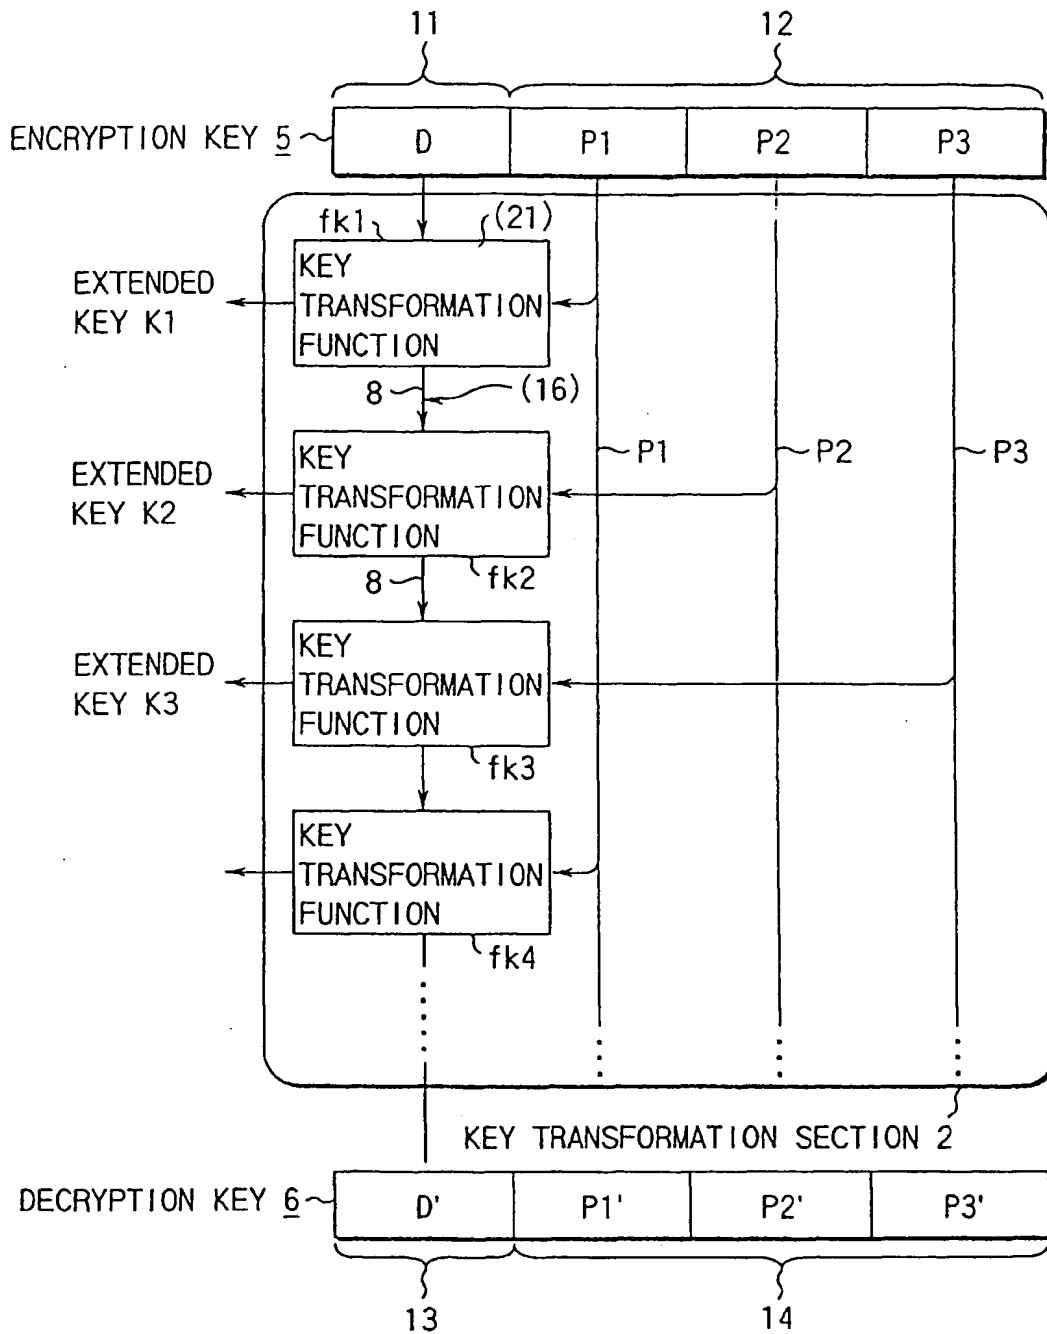 11
12
ENCRYPTION KEY 5
D
P1
P2
P3
fk1
(21)
KEY
TRANSFORMATION
FUNCTION
EXTENDED
KEY K1
8
(16)
KEY
TRANSFORMATION
FUNCTION
EXTENDED
KEY K2
P1
P2
P3
8
fk2
KEY
TRANSFORMATION
FUNCTION
EXTENDED
KEY K3
fk3
KEY
TRANSFORMATION
FUNCTION
fk4
KEY TRANSFORMATION SECTION 2
DECRYPTION KEY 6
D'
P1'
P2'
P3'
13
14